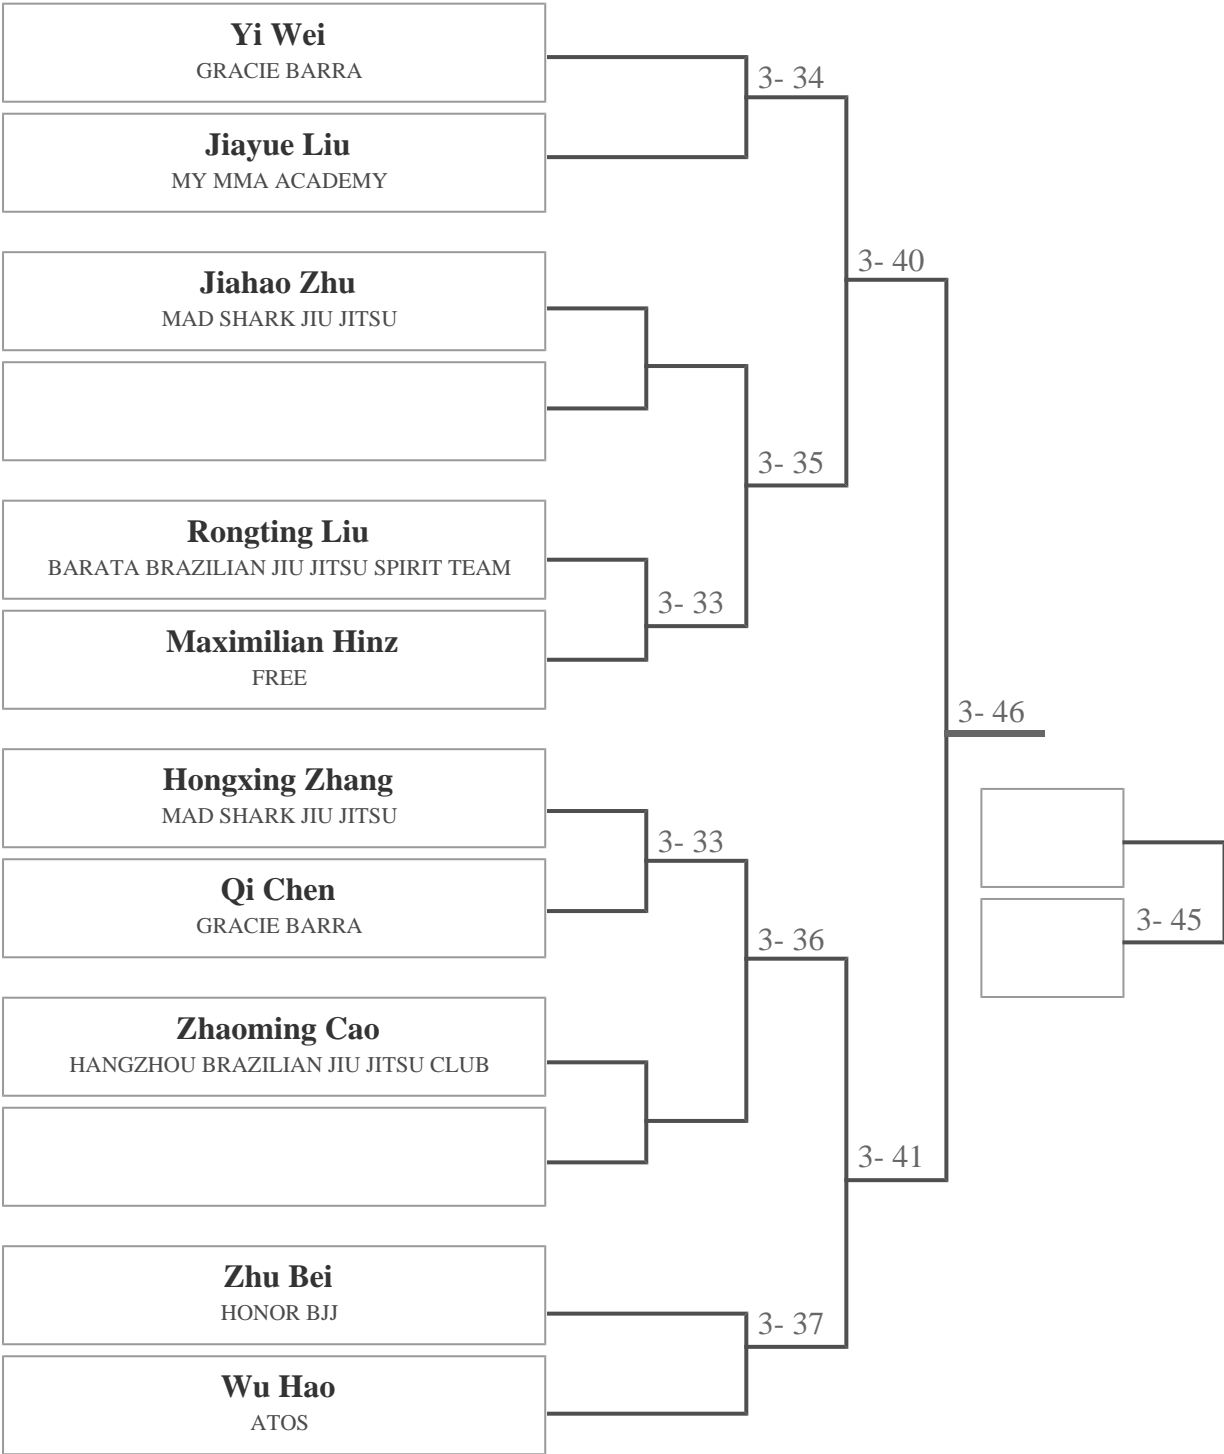 Yi Wei
GRACIE BARRA
3- 34
Jiayue Liu
MY MMA ACADEMY
3- 40
Jiahao Zhu
MAD SHARK JIU JITSU
3- 35
Rongting Liu
BARATA BRAZILIAN JIU JITSU SPIRIT TEAM
3- 33
Maximilian Hinz
FREE
3- 46
Hongxing Zhang
MAD SHARK JIU JITSU
3- 33
Qi Chen
GRACIE BARRA
3- 45
3- 36
Zhaoming Cao
HANGZHOU BRAZILIAN JIU JITSU CLUB
3- 41
Zhu Bei
HONOR BJJ
3- 37
Wu Hao
ATOS